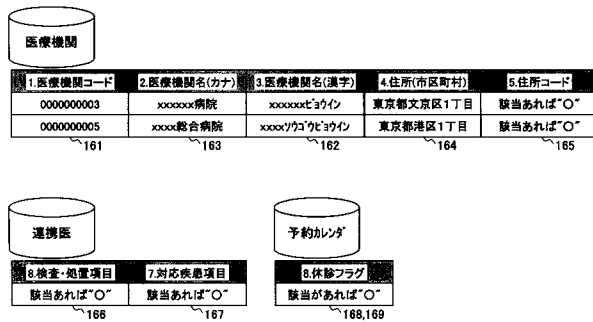 医療機関
1.医療機関コード 2.医療機関名(カナ) 3.医療機関名(漢字) 4.住所(市区町村) 5.住所コード
0000000003 xxxxxx病院 xxxxxxﾋﾞｮｳｲﾝ 東京都文京区1丁目 該当あれば"○"
0000000005 xxxx総合病院 xxxxｿｳｺﾞｳﾋﾞｮｳｲﾝ 東京都港区1丁目 該当あれば"○"
161 163 162 164 165
連携医 予約ｶﾚﾝﾀﾞ
8.検査・処置項目 7.対応疾患項目 8.休診フラグ
該当あれば"○" 該当あれば"○" 該当があれば"○"
166 167 168,169